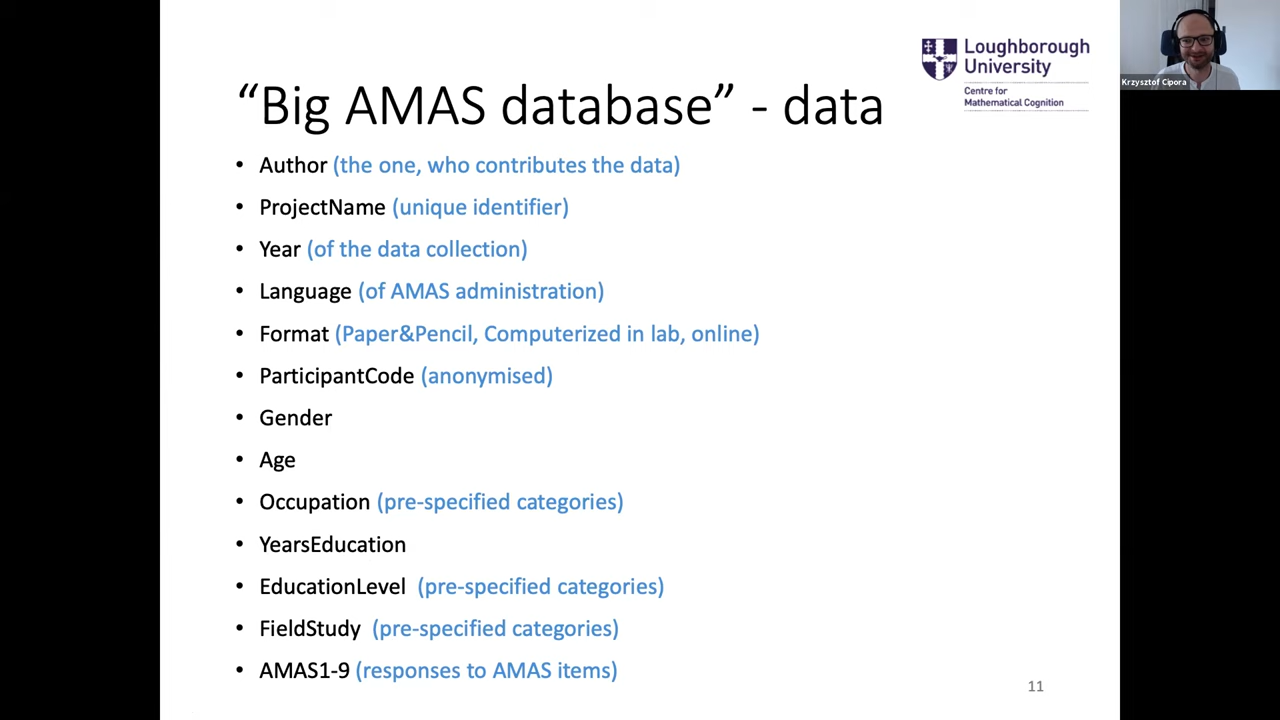 Loughborough
University
Centre for
Mathematical Cognition
Krzysztof Cipora
“Big AMAS database” - data
• Author (the one, who contributes the data)
• ProjectName (unique identifier)
• Year (of the data collection)
• Language (of AMAS administration)
• Format (Paper&Pencil, Computerized in lab, online)
• ParticipantCode (anonymised)
• Gender
• Age
• Occupation (pre-specified categories)
• YearsEducation
• EducationLevel (pre-specified categories)
• FieldStudy (pre-specified categories)
• AMAS1-9 (responses to AMAS items)
11